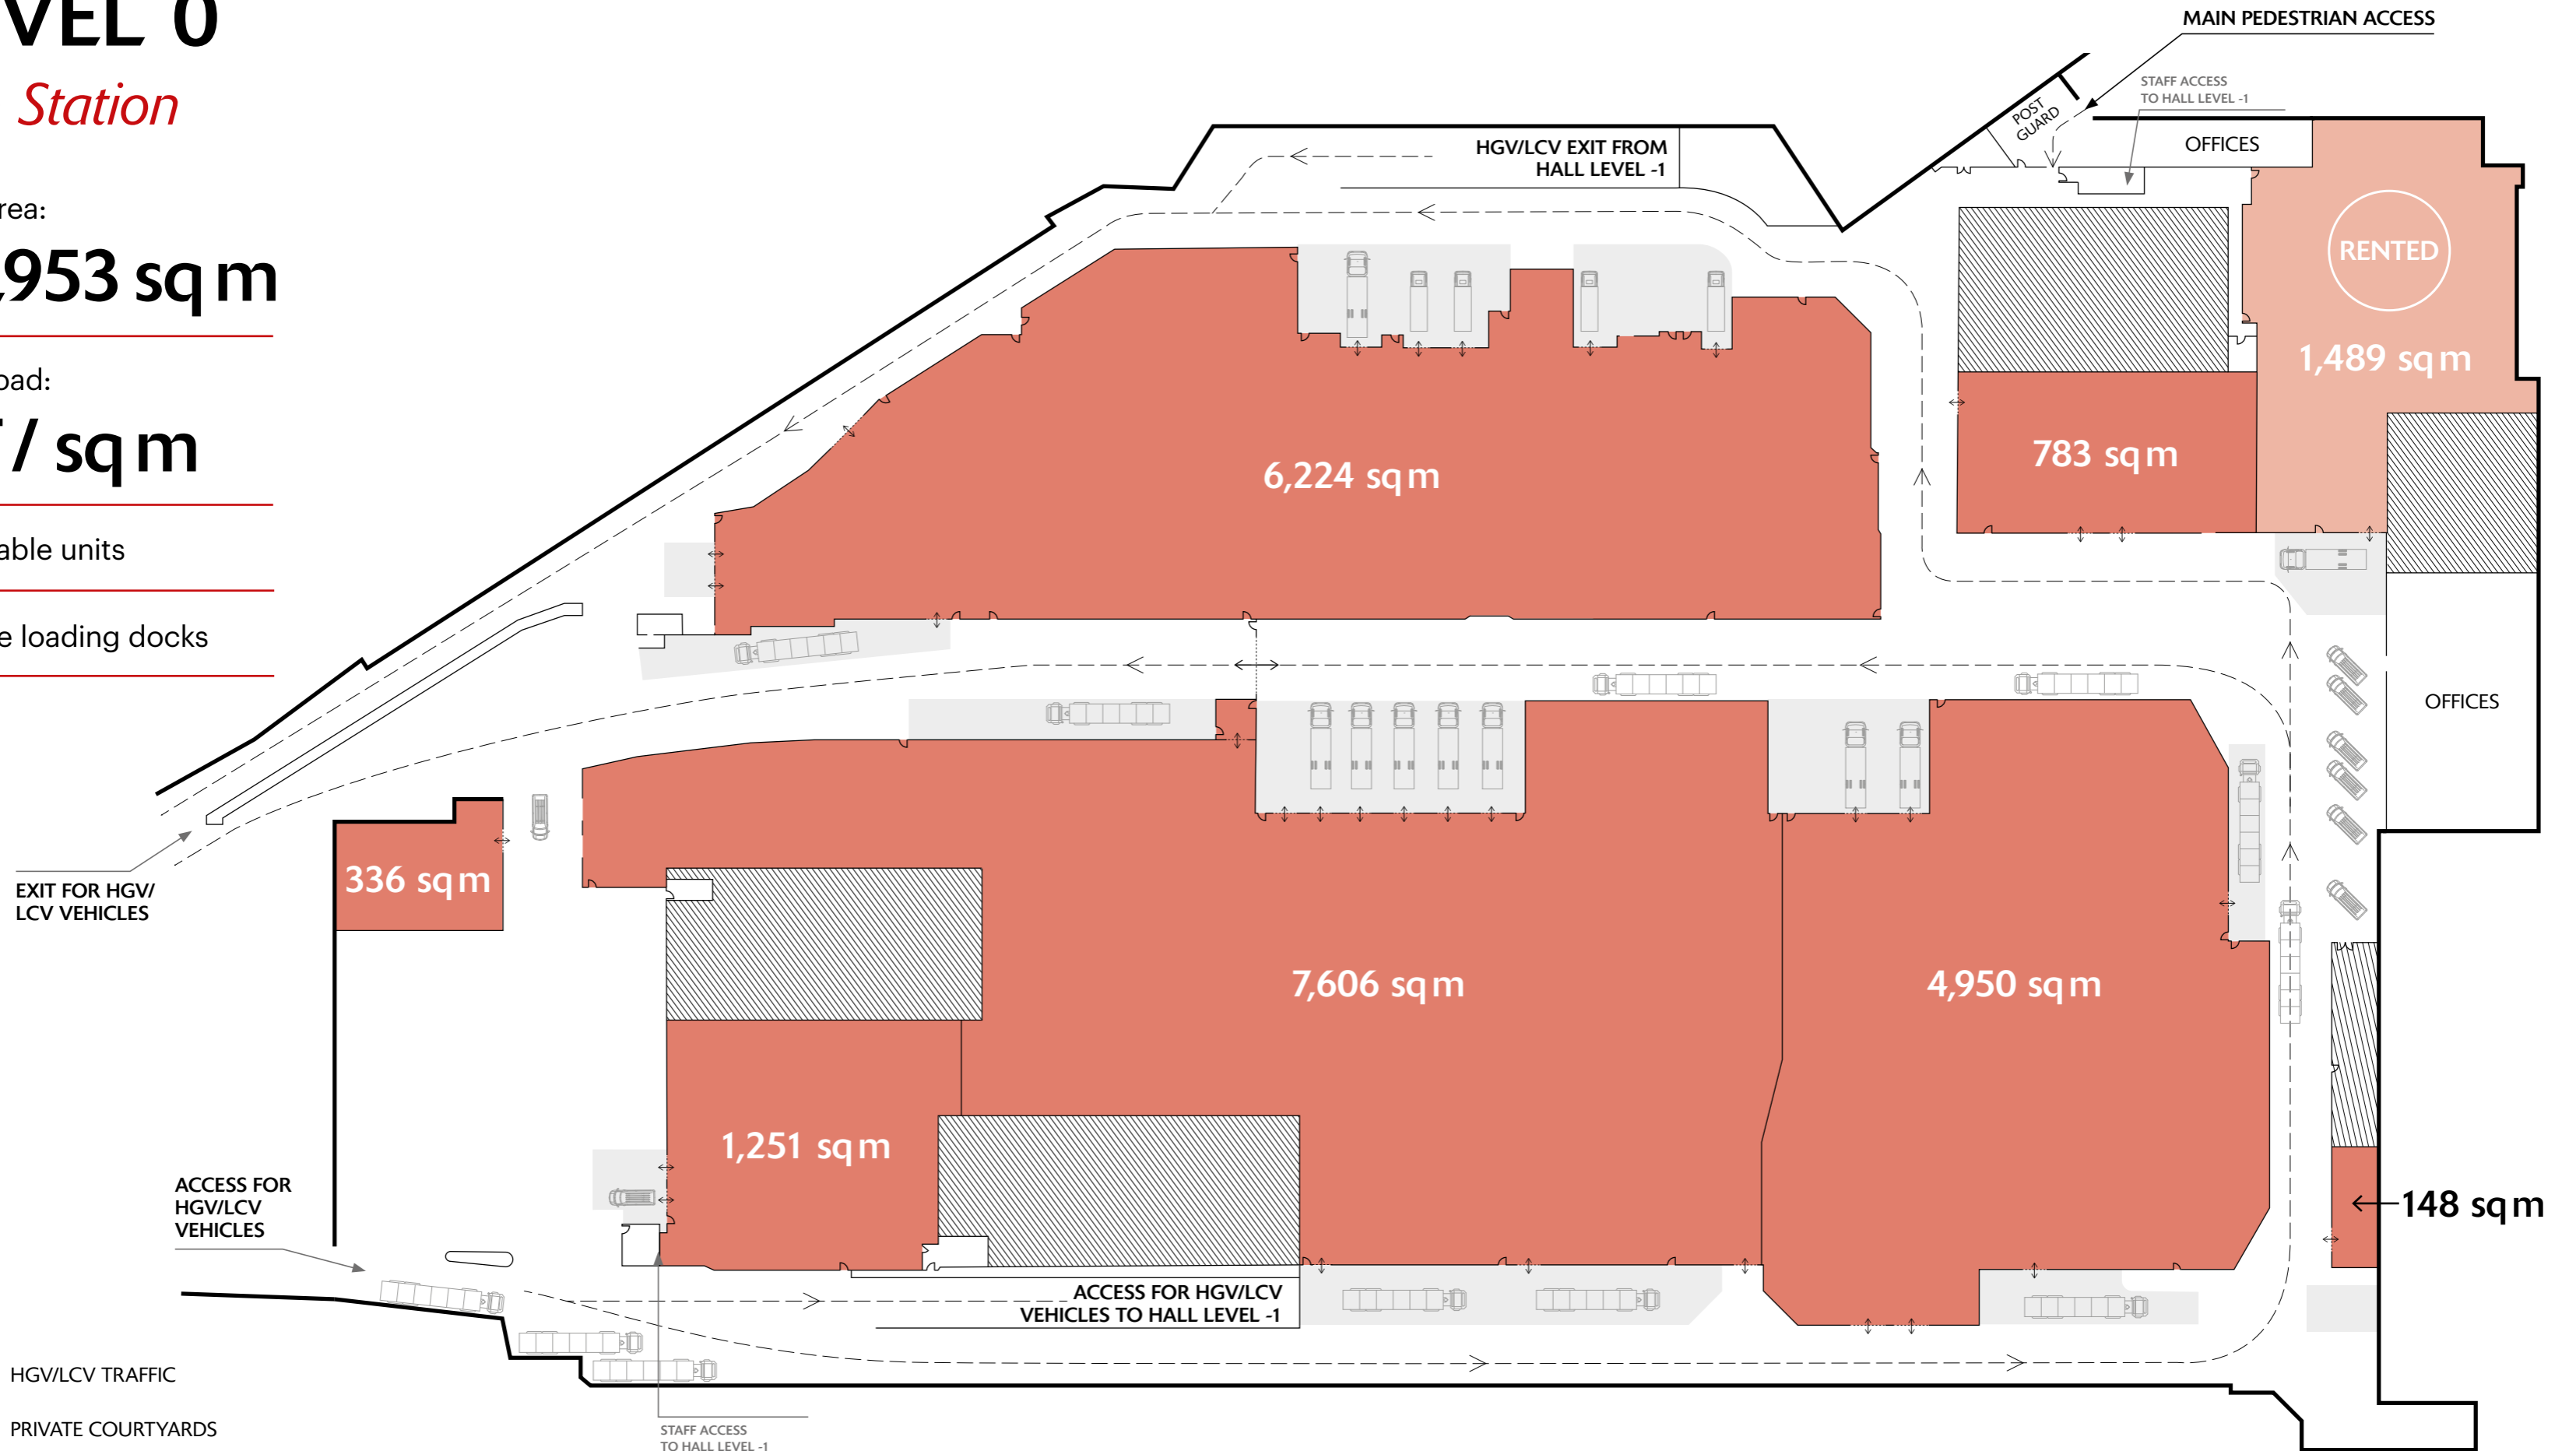 VEL 0
Station
rea:
,953 sq m
oad:
/ sq m
able units
e loading docks
MAIN PEDESTRIAN ACCESS
STAFF ACCESS
TO HALL LEVEL -1
POST
GUARD
OFFICES
HGV/LCV EXIT FROM
HALL LEVEL -1
RENTED
1,489 sq m
783 sq m
6,224 sq m
OFFICES
336 sq m
EXIT FOR HGV/
LCV VEHICLES
7,606 sq m
4,950 sq m
1,251 sq m
148 sq m
ACCESS FOR
HGV/LCV
VEHICLES
ACCESS FOR HGV/LCV
VEHICLES TO HALL LEVEL -1
HGV/LCV TRAFFIC
PRIVATE COURTYARDS
STAFF ACCESS
TO HALL LEVEL -1